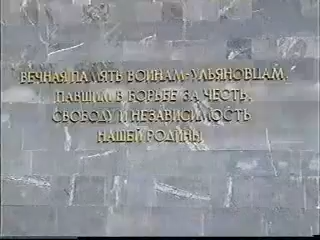 ВЕЧНАЯ ПАМЯТЬ ВОИНАМ-УЛЬЯНОВЦАМ,
ПАВШИМ В БОРЬБЕ ЗА ЧЕСТЬ,
СВОБОДУ И НЕЗАВИСИМОСТЬ
НАШЕЙ РОДИНЫ